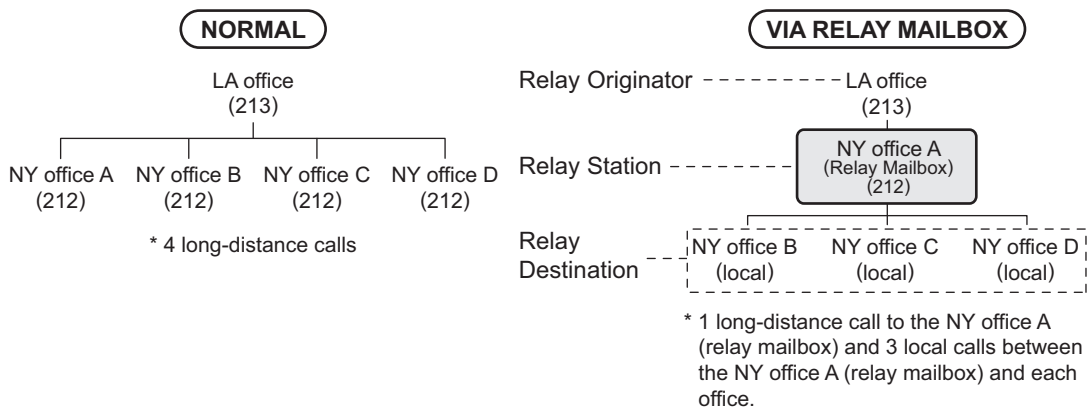 NORMAL
LA office
(213)
NY office A
(212)
NY office B
(212)
NY office C
(212)
NY office D
(212)
* 4 long-distance calls
VIA RELAY MAILBOX
Relay Originator
LA office
(213)
Relay Station
NY office A
(Relay Mailbox)
(212)
Relay
Destination
NY office B
(local)
NY office C
(local)
NY office D
(local)
* 1 long-distance call to the NY office A
(relay mailbox) and 3 local calls between
the NY office A (relay mailbox) and each
office.